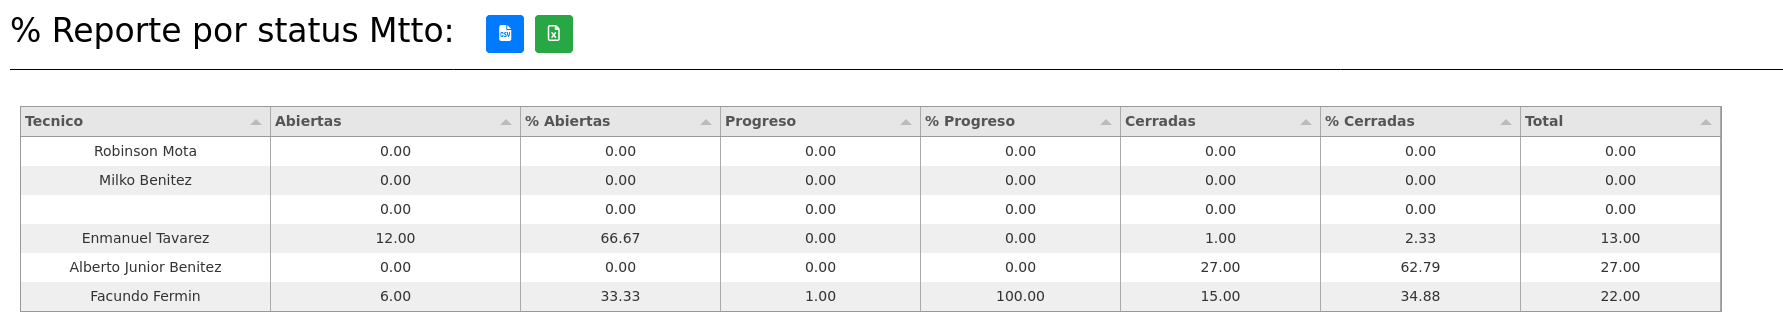 % Reporte por status Mtto: CSV X
Tecnico Abiertas % Abiertas Progreso % Progreso Cerradas % Cerradas Total
Robinson Mota 0.00 0.00 0.00 0.00 0.00 0.00 0.00
Milko Benitez 0.00 0.00 0.00 0.00 0.00 0.00 0.00
0.00 0.00 0.00 0.00 0.00 0.00 0.00
Enmanuel Tavarez 12.00 66.67 0.00 0.00 1.00 2.33 13.00
Alberto Junior Benitez 0.00 0.00 0.00 0.00 27.00 62.79 27.00
Facundo Fermin 6.00 33.33 1.00 100.00 15.00 34.88 22.00